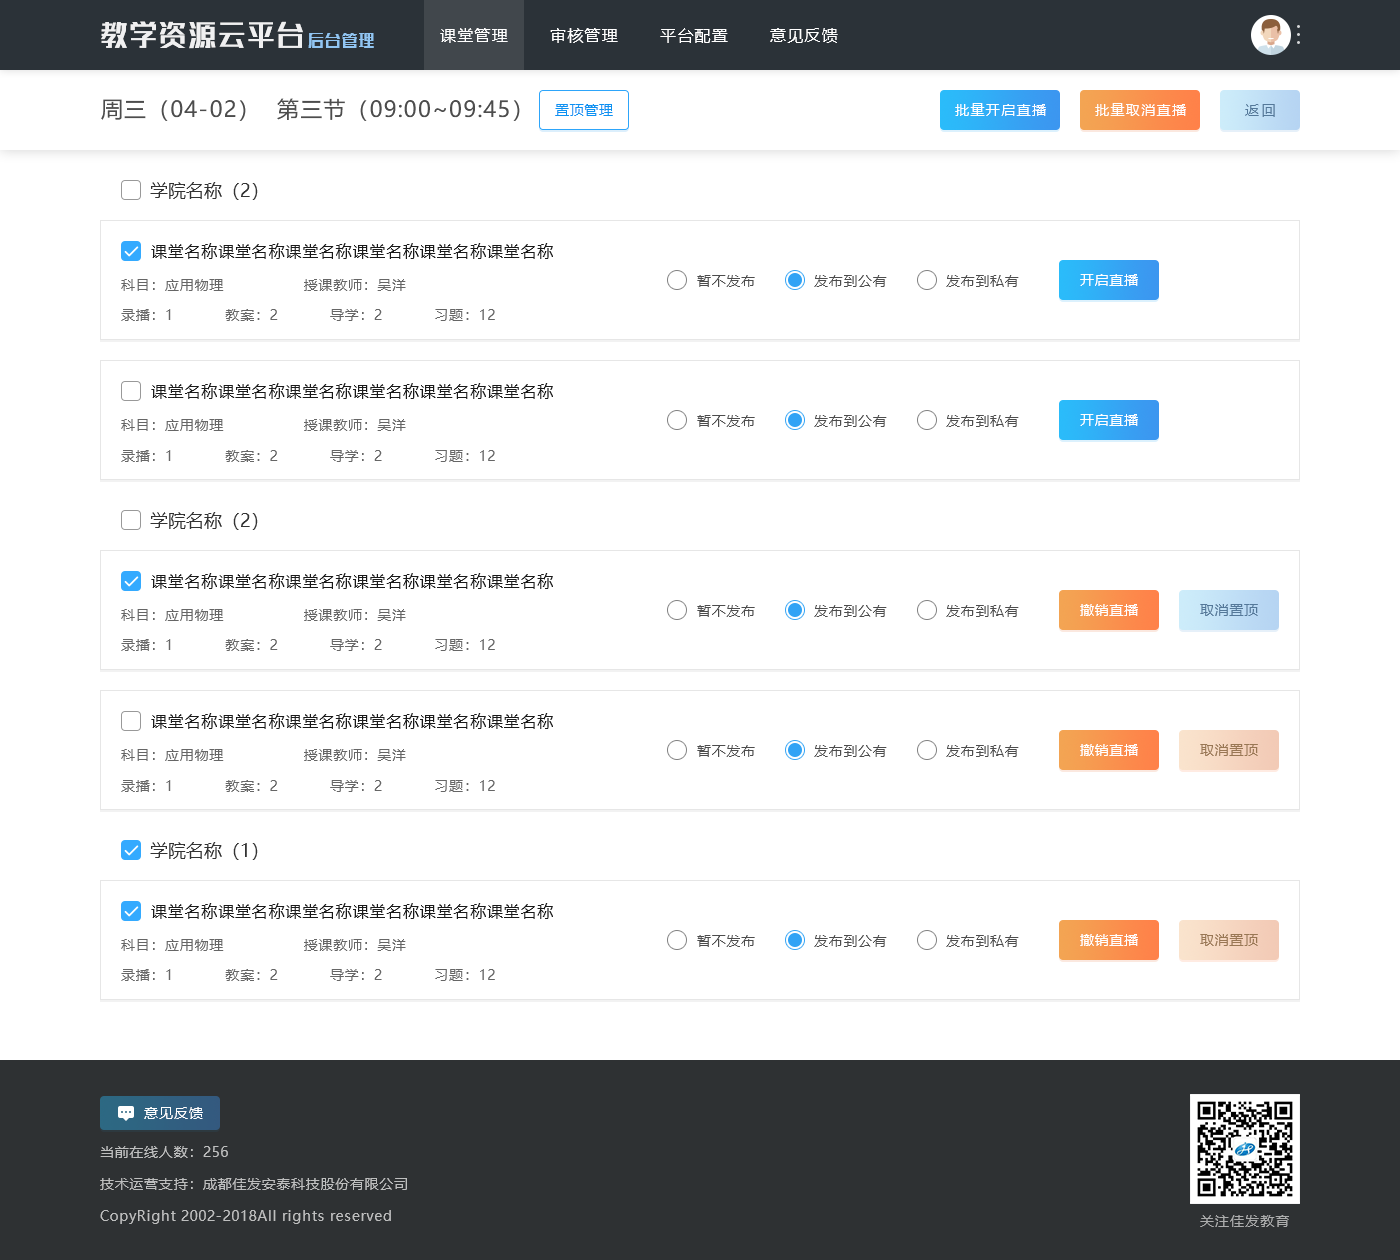 教学资源云平台 后台管理 课堂管理 审核管理 平台配置 意见反馈
周三（04-02） 第三节（09:00~09:45） 置顶管理 批量开启直播 批量取消直播 返回
学院名称（2）
课堂名称课堂名称课堂名称课堂名称课堂名称课堂名称
科目：应用物理 授课教师：吴洋
录播：1 教案：2 导学：2 习题：12
暂不发布 发布到公有 发布到私有 开启直播
课堂名称课堂名称课堂名称课堂名称课堂名称课堂名称
科目：应用物理 授课教师：吴洋
录播：1 教案：2 导学：2 习题：12
暂不发布 发布到公有 发布到私有 开启直播
学院名称（2）
课堂名称课堂名称课堂名称课堂名称课堂名称课堂名称
科目：应用物理 授课教师：吴洋
录播：1 教案：2 导学：2 习题：12
暂不发布 发布到公有 发布到私有 撤销直播 取消置顶
课堂名称课堂名称课堂名称课堂名称课堂名称课堂名称
科目：应用物理 授课教师：吴洋
录播：1 教案：2 导学：2 习题：12
暂不发布 发布到公有 发布到私有 撤销直播 取消置顶
学院名称（1）
课堂名称课堂名称课堂名称课堂名称课堂名称课堂名称
科目：应用物理 授课教师：吴洋
录播：1 教案：2 导学：2 习题：12
暂不发布 发布到公有 发布到私有 撤销直播 取消置顶
意见反馈
当前在线人数：256
技术运营支持：成都佳发安泰科技股份有限公司
CopyRight 2002-2018All rights reserved
关注佳发教育